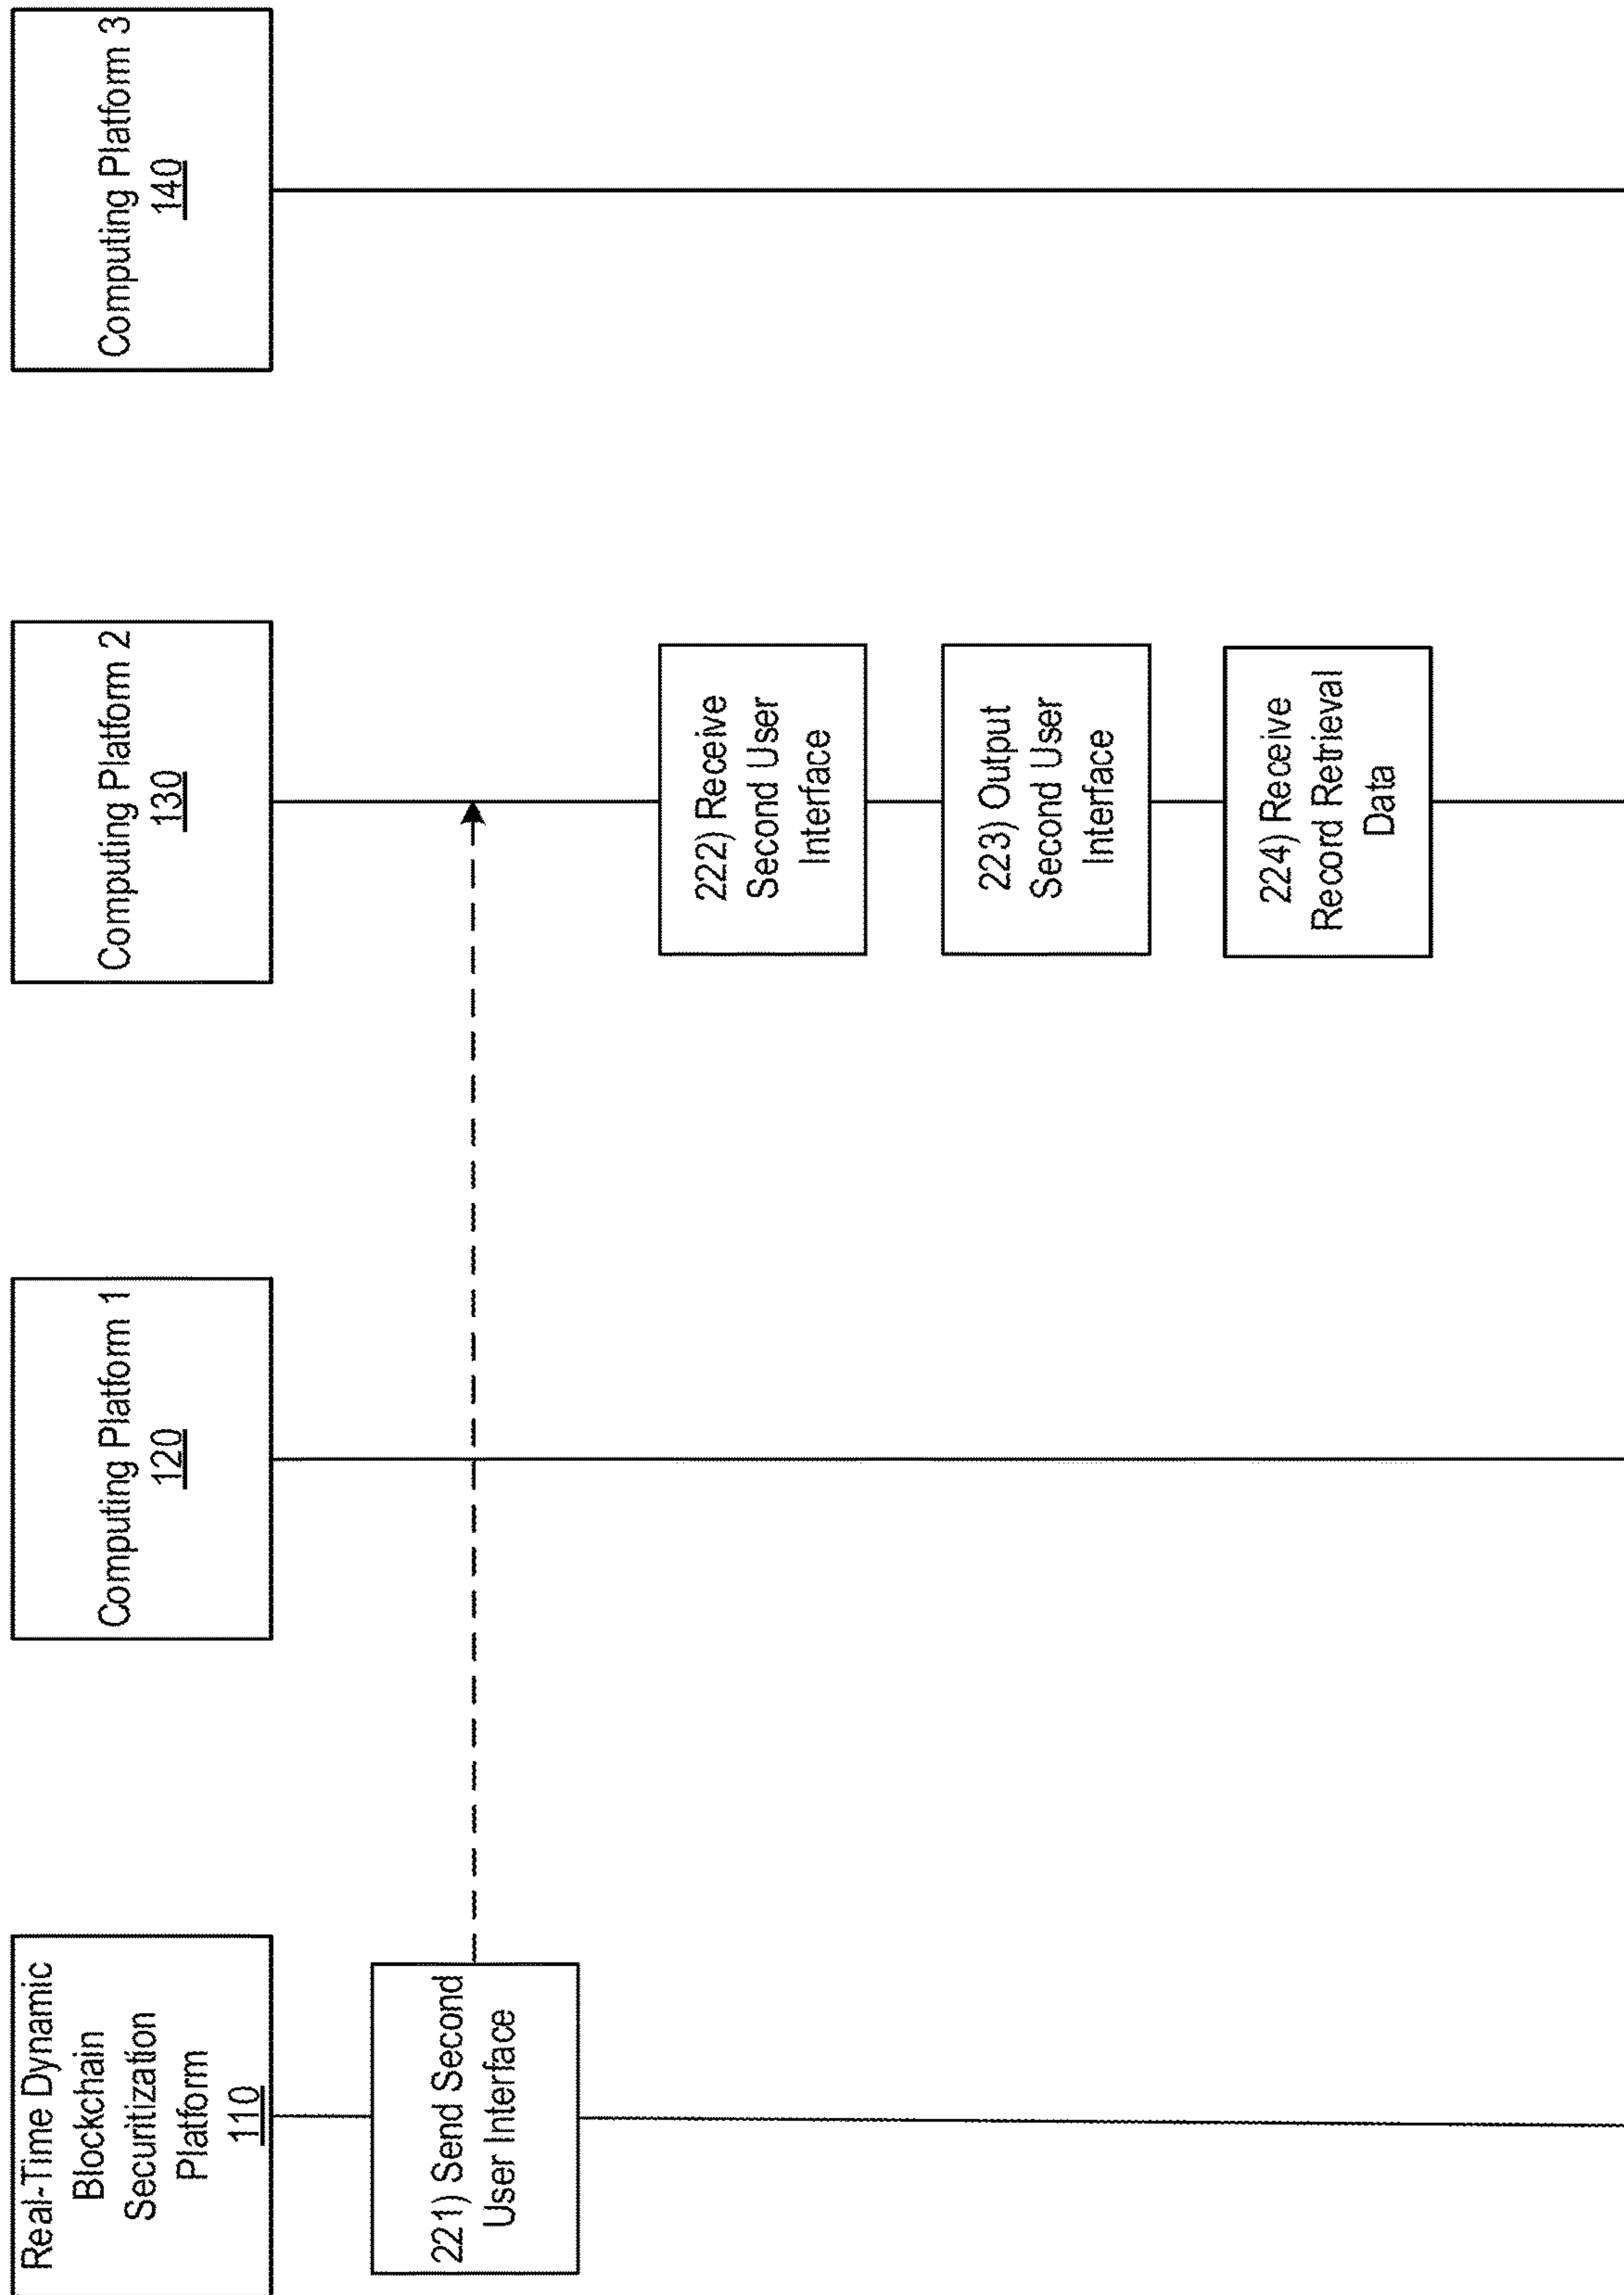 Real-Time Dynamic
Blockchain
Securitization
Platform
110
Computing Platform 1
120
Computing Platform 2
130
Computing Platform 3
140
221) Send Second
User Interface
222) Receive
Second User
Interface
223) Output
Second User
Interface
224) Receive
Record Retrieval
Data